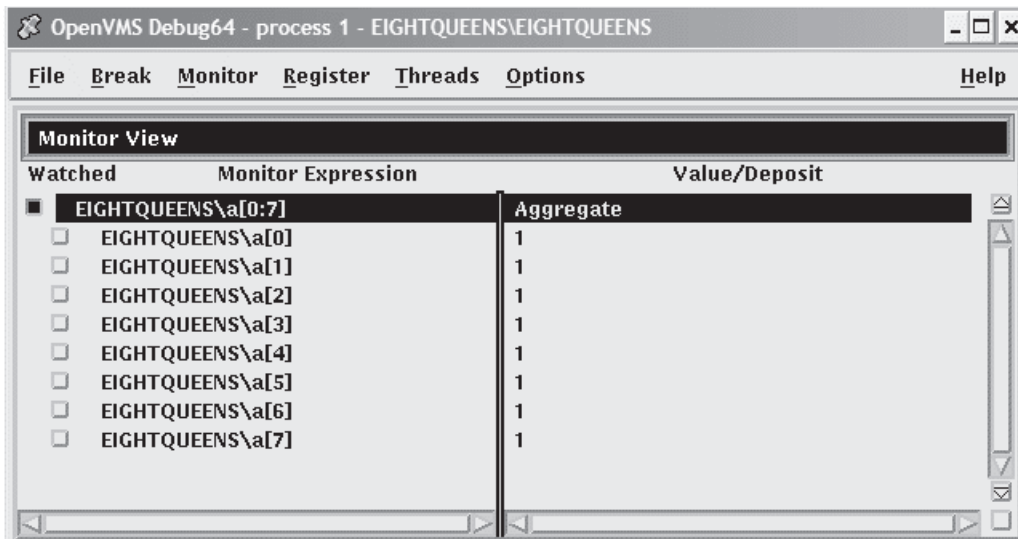 OpenVMS Debug64 - process 1 - EIGHTQUEENS\EIGHTQUEENS
File Break Monitor Register Threads Options Help
Monitor View
Watched Monitor Expression Value/Deposit
EIGHTQUEENS\a[0:7] Aggregate
EIGHTQUEENS\a[0] 1
EIGHTQUEENS\a[1] 1
EIGHTQUEENS\a[2] 1
EIGHTQUEENS\a[3] 1
EIGHTQUEENS\a[4] 1
EIGHTQUEENS\a[5] 1
EIGHTQUEENS\a[6] 1
EIGHTQUEENS\a[7] 1